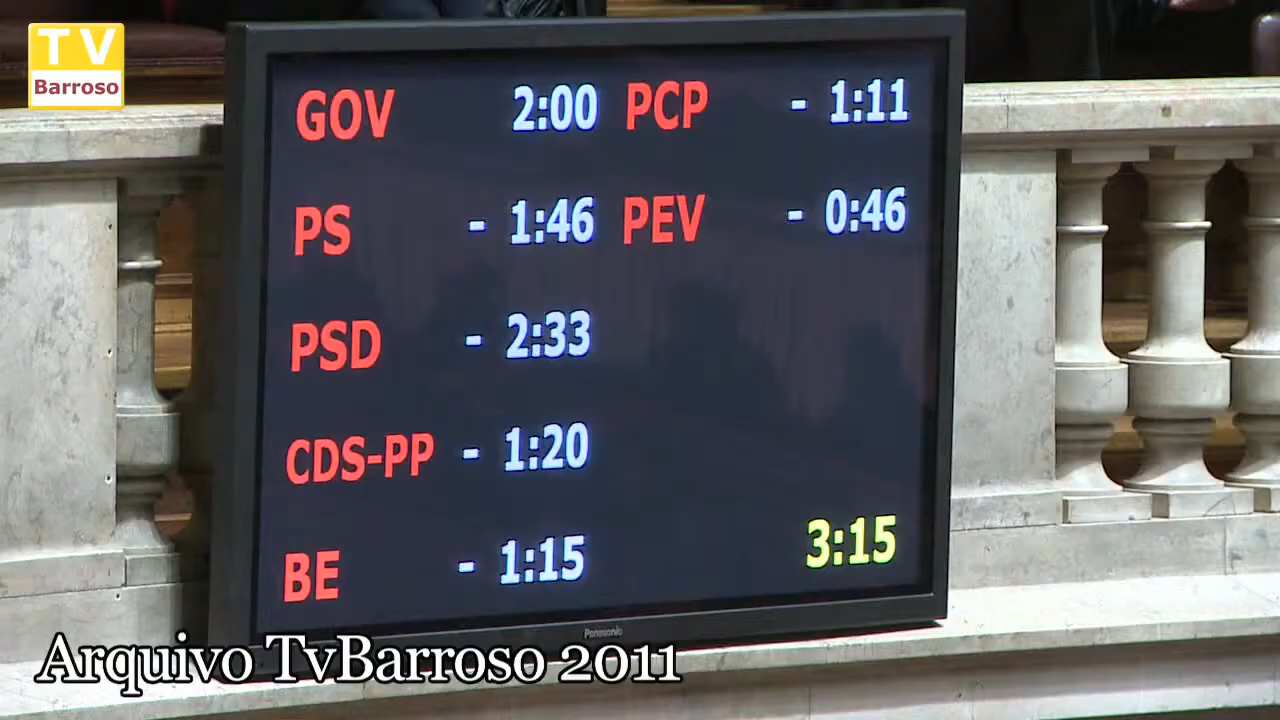 TV
Barroso
GOV 2:00 PCP - 1:11
PS - 1:46 PEV - 0:46
PSD - 2:33
CDS-PP - 1:20
BE - 1:15 3:15
Panasonic
Arquivo TvBarroso 2011